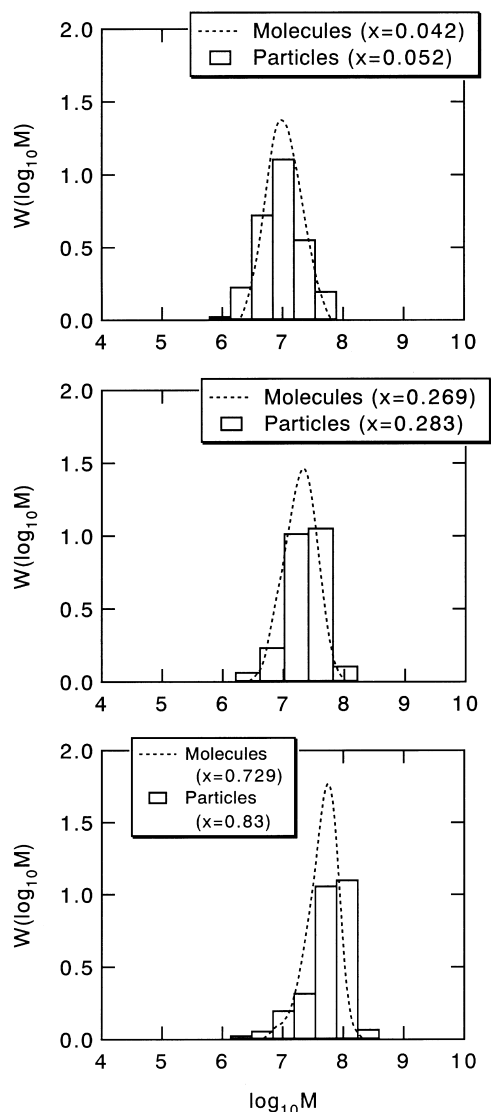 Molecules (x=0.042)
Particles (x=0.052)
2.0
1.5
1.0
0.5
0.0
W(log10M)
4 5 6 7 8 9 10
Molecules (x=0.269)
Particles (x=0.283)
2.0
1.5
1.0
0.5
0.0
W(log10M)
4 5 6 7 8 9 10
Molecules
(x=0.729)
Particles
(x=0.83)
2.0
1.5
1.0
0.5
0.0
W(log10M)
4 5 6 7 8 9 10
log10M